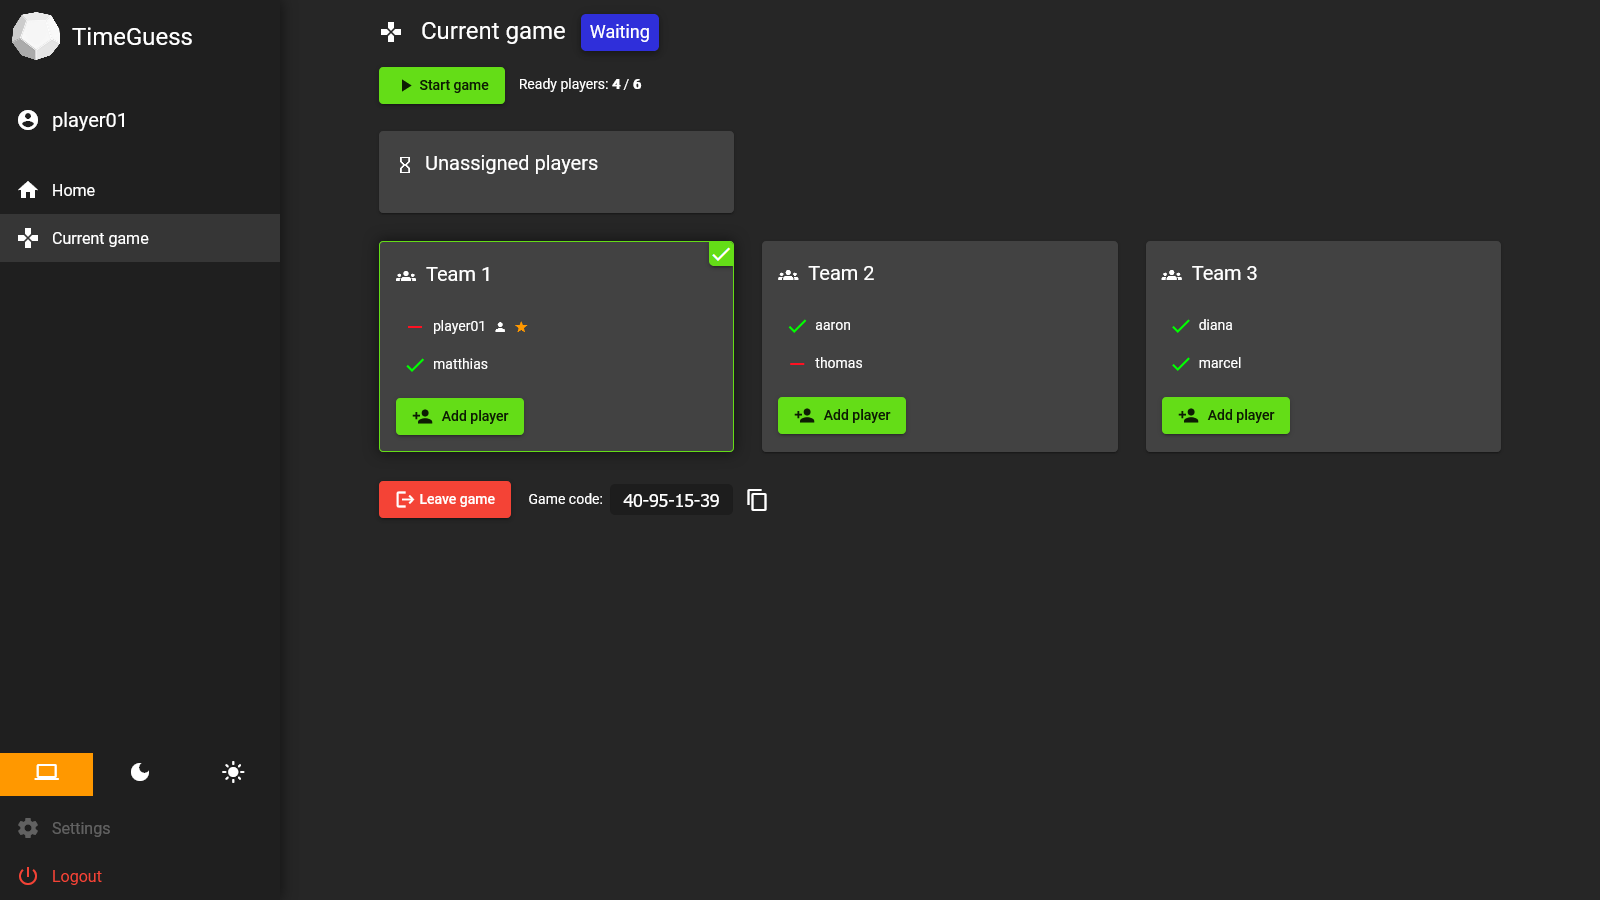 TimeGuess
player01
Home
Current game
Settings
Logout
Current game Waiting
Start game Ready players: 4 / 6
Unassigned players
Team 1
player01
matthias
Add player
Team 2
aaron
thomas
Add player
Team 3
diana
marcel
Add player
Leave game Game code: 40-95-15-39